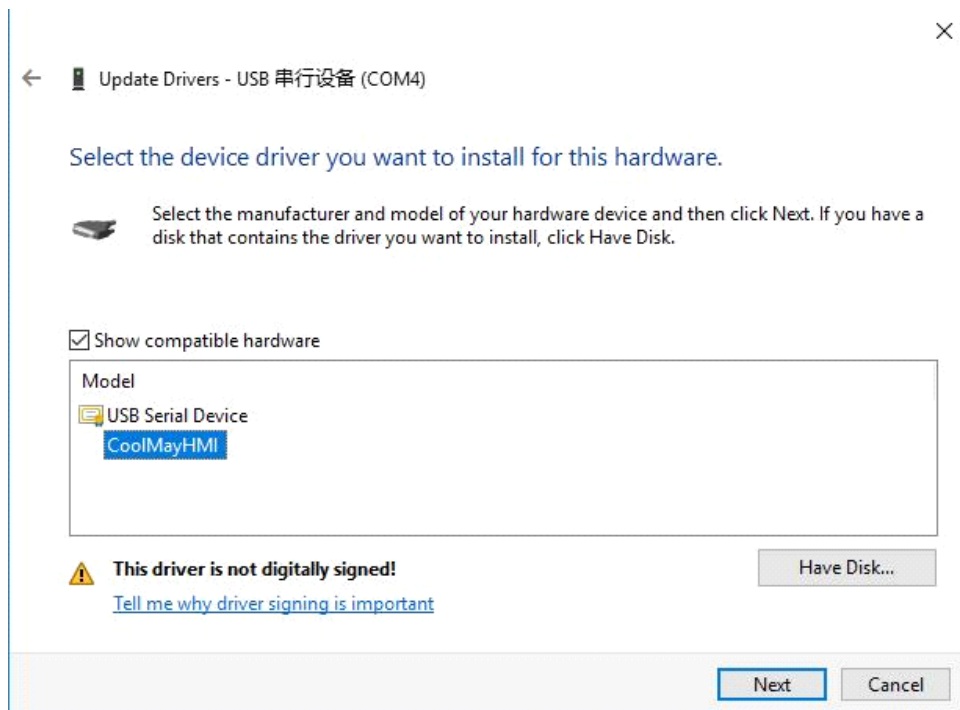 Update Drivers - USB 串行设备 (COM4)
Select the device driver you want to install for this hardware.
Select the manufacturer and model of your hardware device and then click Next. If you have a
disk that contains the driver you want to install, click Have Disk.
Show compatible hardware
Model
USB Serial Device
CoolMayHMI
This driver is not digitally signed!
Have Disk...
Tell me why driver signing is important
Next
Cancel